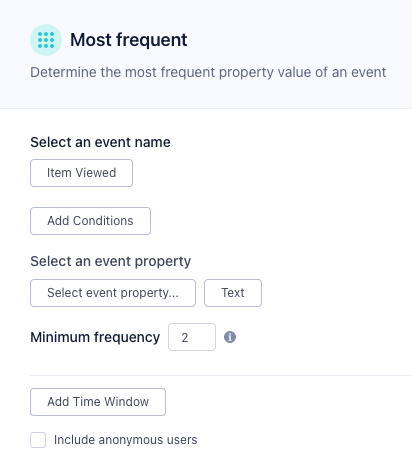 Most frequent
Determine the most frequent property value of an event
Select an event name
Item Viewed
Add Conditions
Select an event property
Select event property... Text
Minimum frequency 2 i
Add Time Window
Include anonymous users